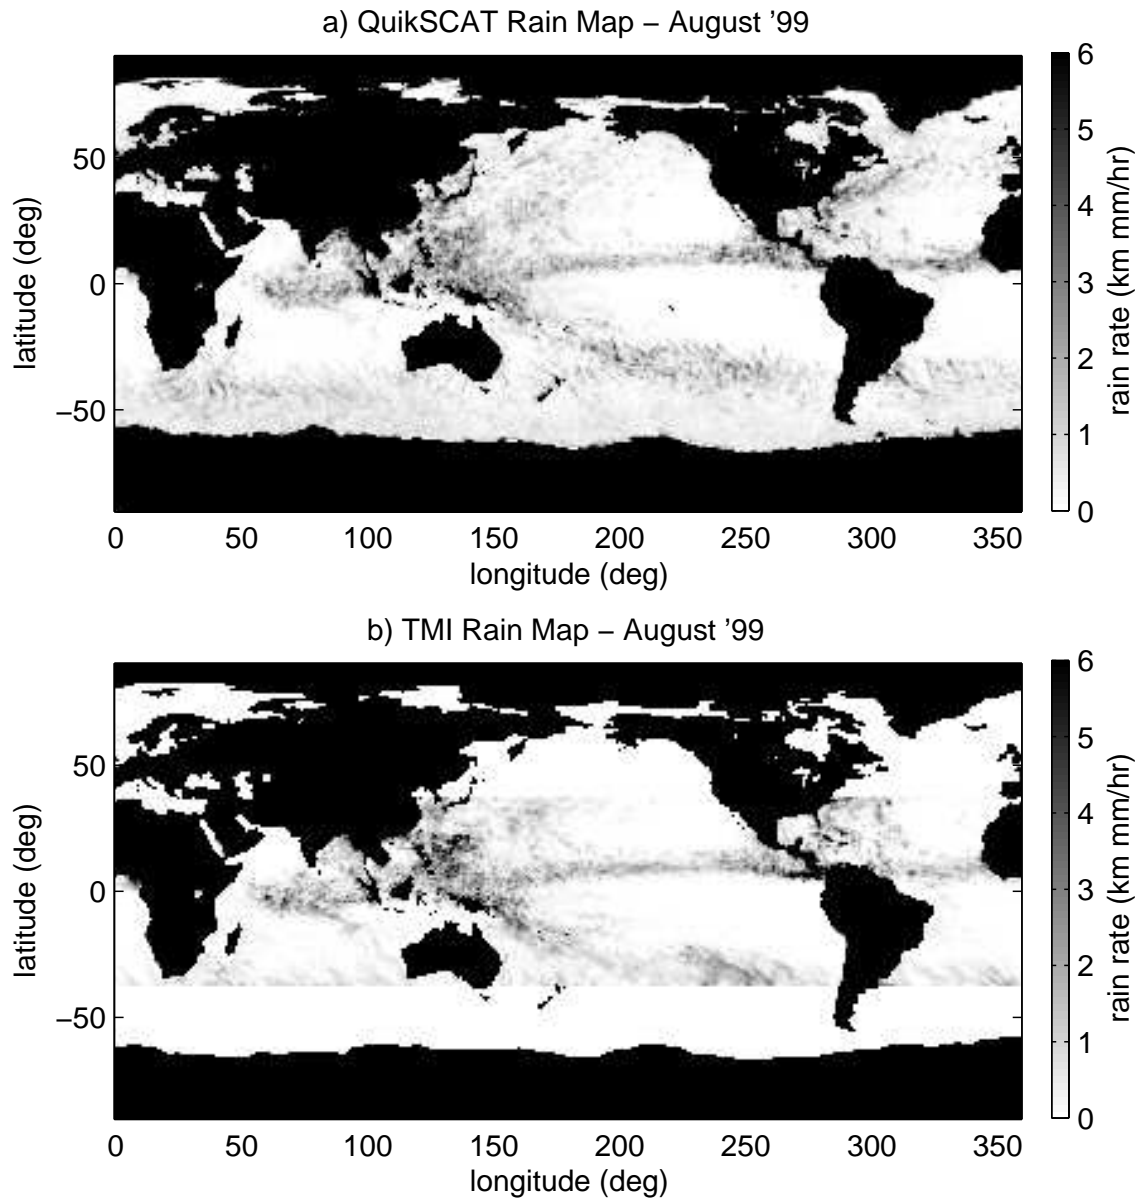 a) QuikSCAT Rain Map − August ’99
latitude (deg)
50
0
−50
0 50 100 150 200 250 300 350
longitude (deg)
6
5
4
3
2
1
0
rain rate (km mm/hr)
b) TMI Rain Map − August ’99
latitude (deg)
50
0
−50
0 50 100 150 200 250 300 350
longitude (deg)
6
5
4
3
2
1
0
rain rate (km mm/hr)